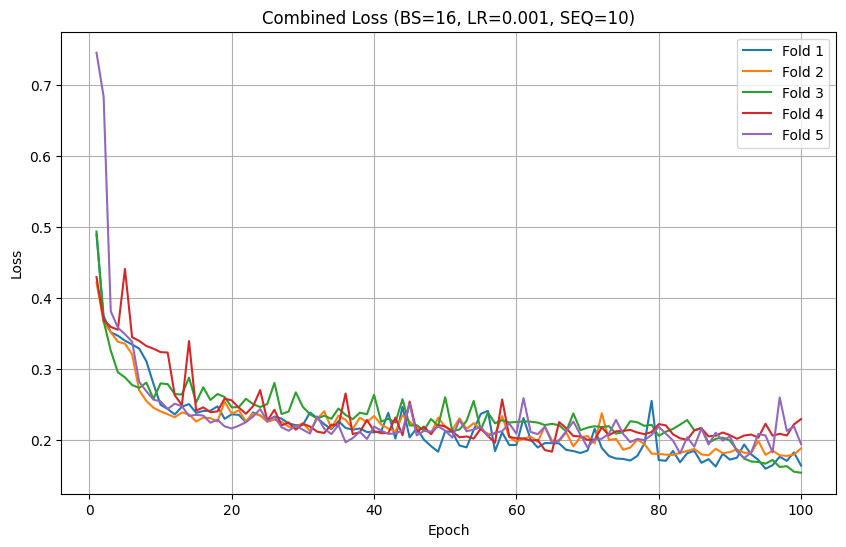 Combined Loss (BS=16, LR=0.001, SEQ=10)
Fold 1
Fold 2
Fold 3
Fold 4
Fold 5
Loss
0.7
0.6
0.5
0.4
0.3
0.2
0 20 40 60 80 100
Epoch